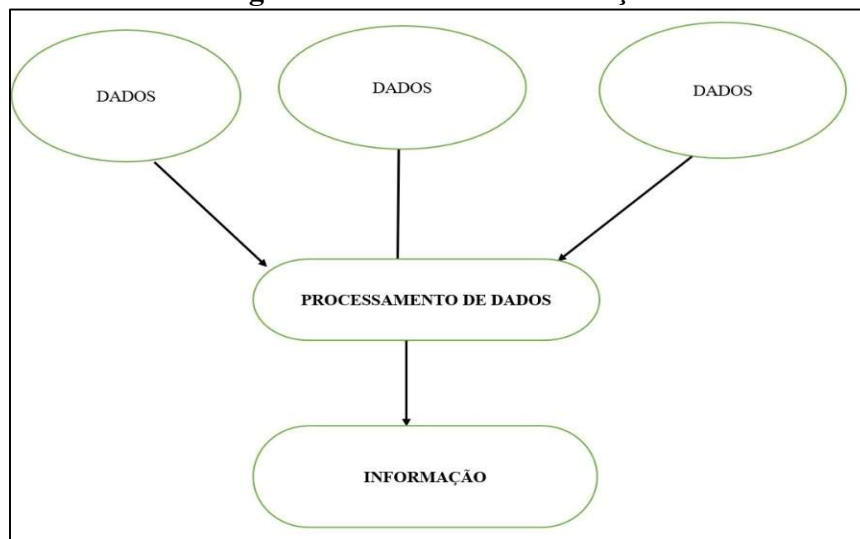 DADOS
DADOS
DADOS
PROCESSAMENTO DE DADOS
INFORMAÇÃO